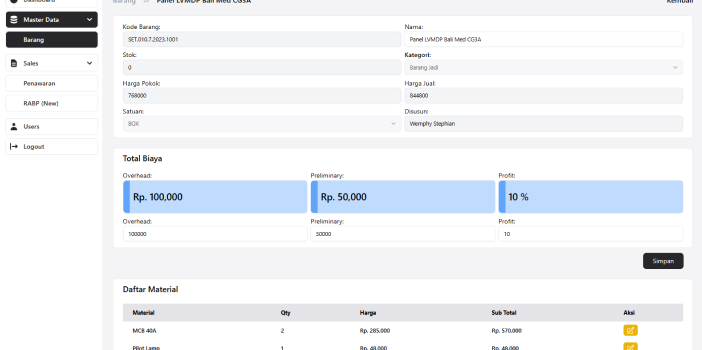 Dashboard
Barang >> Panel LVMDP Bali Med CG3A
Kembali
Master Data
Barang
Sales
Penawaran
RABP (New)
Users
Logout
Kode Barang:
SET.010.7.2023.1001
Nama:
Panel LVMDP Bali Med CG3A
Stok:
0
Kategori:
Barang Jadi
Harga Pokok:
768000
Harga Jual:
844800
Satuan:
BOX
Disusun:
Wemphy Stephian
Total Biaya
Overhead: Preliminary: Profit:
Rp. 100,000 Rp. 50,000 10 %
Overhead: Preliminary: Profit:
100000 50000 10
Simpan
Daftar Material
Material Qty Harga Sub Total Aksi
MCB 40A 2 Rp. 285,000 Rp. 570,000
Pilot Lamp 1 Rp. 48,000 Rp. 48,000